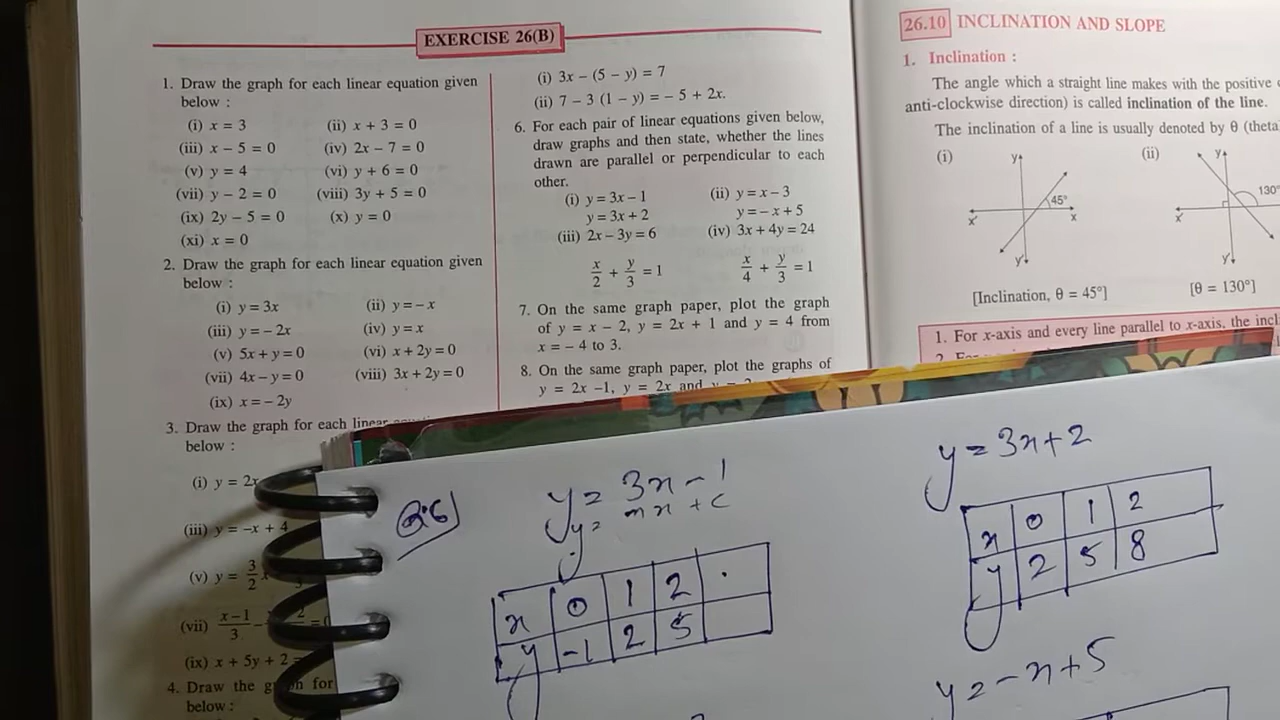 EXERCISE 26(B)
1. Draw the graph for each linear equation given
below :
(i) x = 3 (ii) x + 3 = 0
(iii) x – 5 = 0 (iv) 2x – 7 = 0
(v) y = 4 (vi) y + 6 = 0
(vii) y – 2 = 0 (viii) 3y + 5 = 0
(ix) 2y – 5 = 0 (x) y = 0
(xi) x = 0
2. Draw the graph for each linear equation given
below :
(i) y = 3x (ii) y = – x
(iii) y = – 2x (iv) y = x
(v) 5x + y = 0 (vi) x + 2y = 0
(vii) 4x – y = 0 (viii) 3x + 2y = 0
(ix) x = – 2y
3. Draw the graph for each linear
below :
(i) y = 2x
(iii) y = –x + 4
(v) y = 3/2
(vii) x–1/3 –
(ix) x + 5y + 2
4. Draw the for
below :
(i) 3x – (5 – y) = 7
(ii) 7 – 3 (1 – y) = – 5 + 2x.
6. For each pair of linear equations given below,
draw graphs and then state, whether the lines
drawn are parallel or perpendicular to each
other.
(i) y = 3x – 1 (ii) y = x – 3
y = 3x + 2 y = – x + 5
(iii) 2x – 3y = 6 (iv) 3x + 4y = 24
x/2 + y/3 = 1 x/4 + y/3 = 1
7. On the same graph paper, plot the graph
of y = x – 2, y = 2x + 1 and y = 4 from
x = – 4 to 3.
8. On the same graph paper, plot the graphs of
y = 2x –1, y = 2x and
26.10 INCLINATION AND SLOPE
1. Inclination :
The angle which a straight line makes with the positive
anti-clockwise direction) is called inclination of the line.
The inclination of a line is usually denoted by θ (theta
(i) (ii)
y y
45° 130°
x' x x'
y' y'
[Inclination, θ = 45°] [θ = 130°]
1. For x-axis and every line parallel to x-axis, the incl
2.
Q.6) y = 3x – 1
y = mx + c
x 0 1 2 .
y –1 2 5
y = 3x + 2
x 0 1 2
y 2 5 8
y = – x + 5